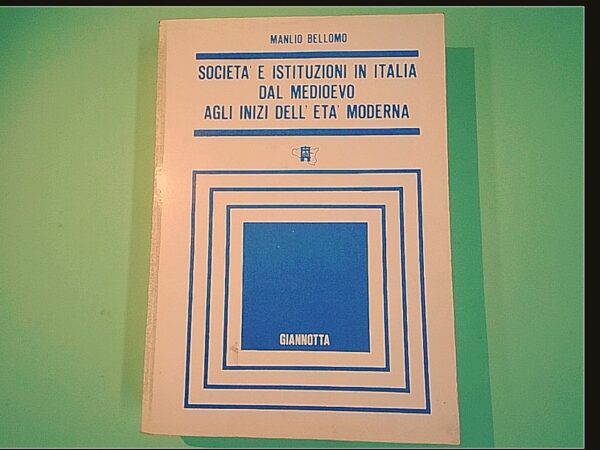 MANLIO BELLOMO
SOCIETA' E ISTITUZIONI IN ITALIA
DAL MEDIOEVO
AGLI INIZI DELL' ETA' MODERNA
GIANNOTTA